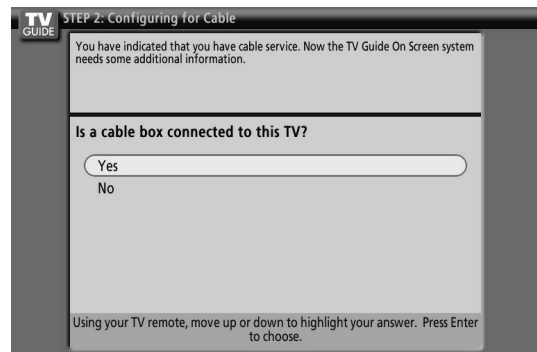 TV
GUIDE
STEP 2: Configuring for Cable
You have indicated that you have cable service. Now the TV Guide On Screen system
needs some additional information.
Is a cable box connected to this TV?
Yes
No
Using your TV remote, move up or down to highlight your answer. Press Enter
to choose.